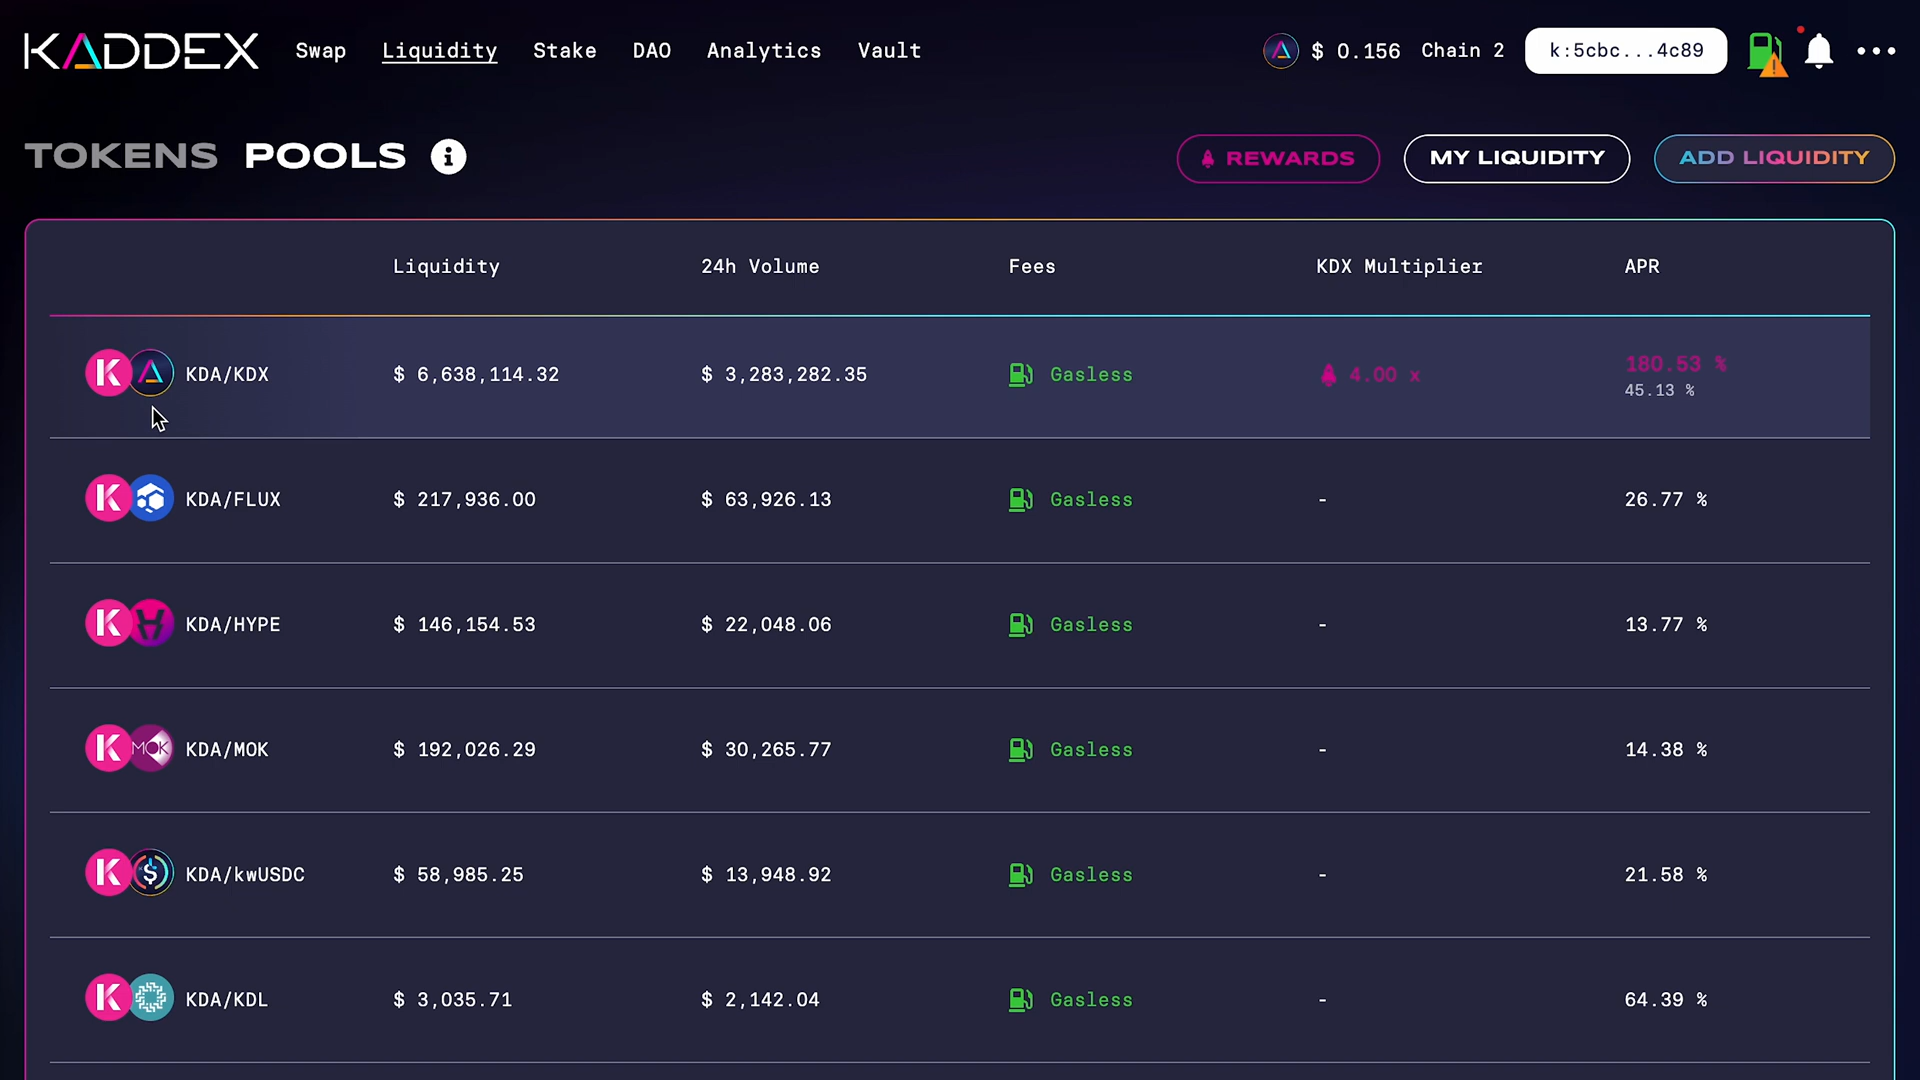 KADDEX Swap Liquidity Stake DAO Analytics Vault $ 0.156 Chain 2 k:5cbc...4c89
TOKENS POOLS REWARDS MY LIQUIDITY ADD LIQUIDITY
Liquidity 24h Volume Fees KDX Multiplier APR
KDA/KDX $ 6,638,114.32 $ 3,283,282.35 Gasless 4.00 x 180.53 %
45.13 %
KDA/FLUX $ 217,936.00 $ 63,926.13 Gasless - 26.77 %
KDA/HYPE $ 146,154.53 $ 22,048.06 Gasless - 13.77 %
MOK KDA/MOK $ 192,026.29 $ 30,265.77 Gasless - 14.38 %
KDA/kwUSDC $ 58,985.25 $ 13,948.92 Gasless - 21.58 %
KDA/KDL $ 3,035.71 $ 2,142.04 Gasless - 64.39 %